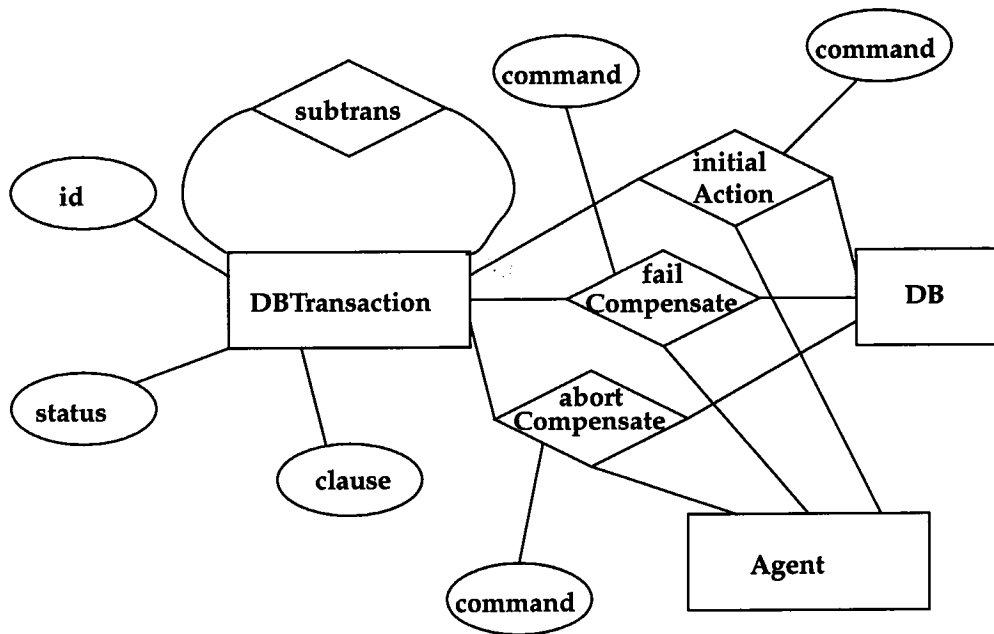 command
command
subtrans
initial
Action
id
fail
Compensate
DBTransaction
DB
abort
Compensate
status
clause
Agent
command